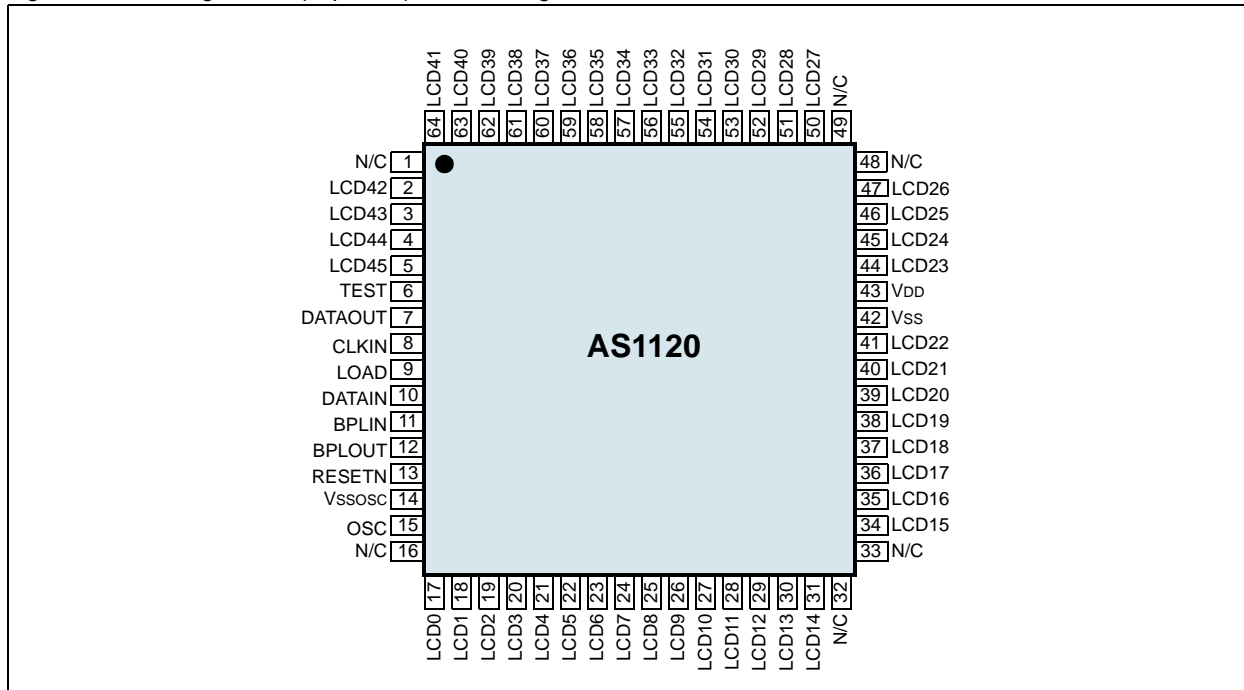 LCD41 LCD40 LCD39 LCD38 LCD37 LCD36 LCD35 LCD34 LCD33 LCD32 LCD31 LCD30 LCD29 LCD28 LCD27 N/C
64 63 62 61 60 59 58 57 56 55 54 53 52 51 50 49
N/C 1
LCD42 2
LCD43 3
LCD44 4
LCD45 5
TEST 6
DATAOUT 7
CLKIN 8
LOAD 9
DATAIN 10
BPLIN 11
BPLOUT 12
RESETN 13
VSSOSC 14
OSC 15
N/C 16
AS1120
48 N/C
47 LCD26
46 LCD25
45 LCD24
44 LCD23
43 VDD
42 VSS
41 LCD22
40 LCD21
39 LCD20
38 LCD19
37 LCD18
36 LCD17
35 LCD16
34 LCD15
33 N/C
17 18 19 20 21 22 23 24 25 26 27 28 29 30 31 32
LCD0 LCD1 LCD2 LCD3 LCD4 LCD5 LCD6 LCD7 LCD8 LCD9 LCD10 LCD11 LCD12 LCD13 LCD14 N/C